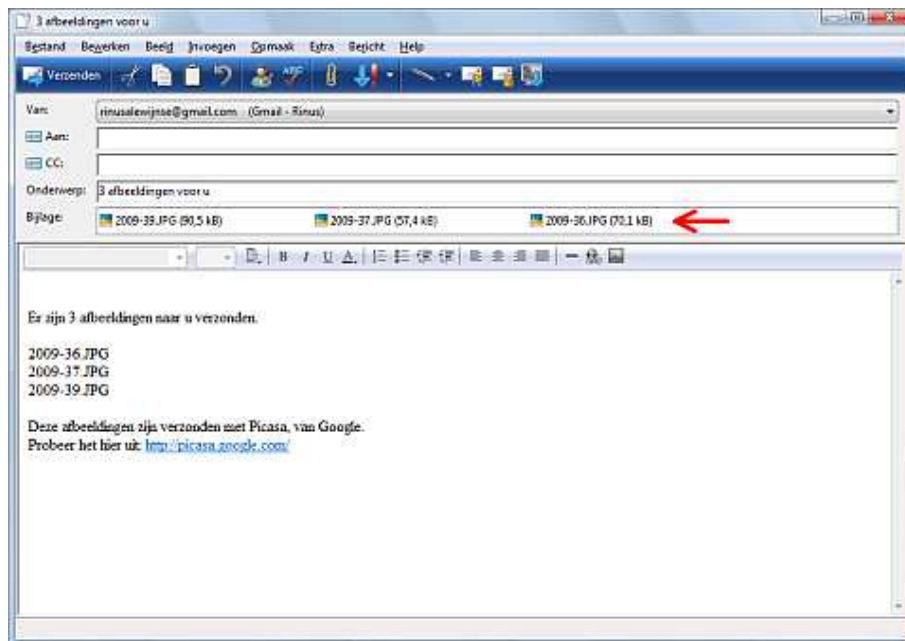 3 afbeeldingen voor u
Bestand Bewerken Beeld Invoegen Opmaak Extra Bericht Help
Verzenden
Van: rinusalewijnse@gmail.com (Gmail - Rinus)
Aan:
CC:
Onderwerp: 3 afbeeldingen voor u
Bijlage: 2009-39.JPG (90,5 kB) 2009-37.JPG (57,4 kB) 2009-36.JPG (70,1 kB)
B I U A
Er zijn 3 afbeeldingen naar u verzonden.
2009-36.JPG
2009-37.JPG
2009-39.JPG
Deze afbeeldingen zijn verzonden met Picasa, van Google.
Probeer het hier uit: http://picasa.google.com/